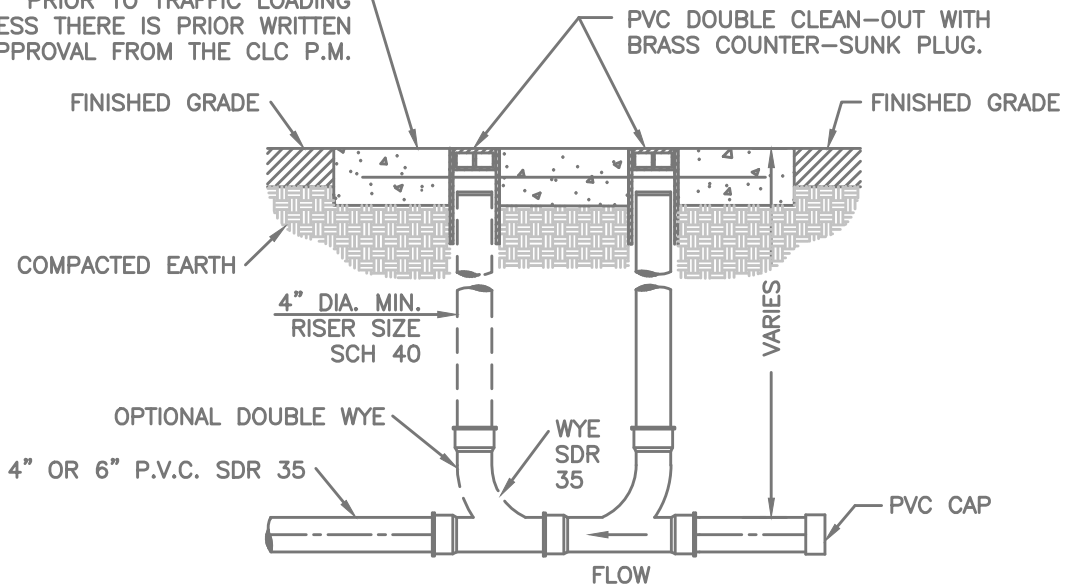 PRIOR TO TRAFFIC LOADING
ESS THERE IS PRIOR WRITTEN
PPROVAL FROM THE CLC P.M.
PVC DOUBLE CLEAN-OUT WITH
BRASS COUNTER-SUNK PLUG.
FINISHED GRADE
FINISHED GRADE
COMPACTED EARTH
4" DIA. MIN.
RISER SIZE
SCH 40
VARIES
OPTIONAL DOUBLE WYE
WYE
SDR
35
4" OR 6" P.V.C. SDR 35
PVC CAP
FLOW